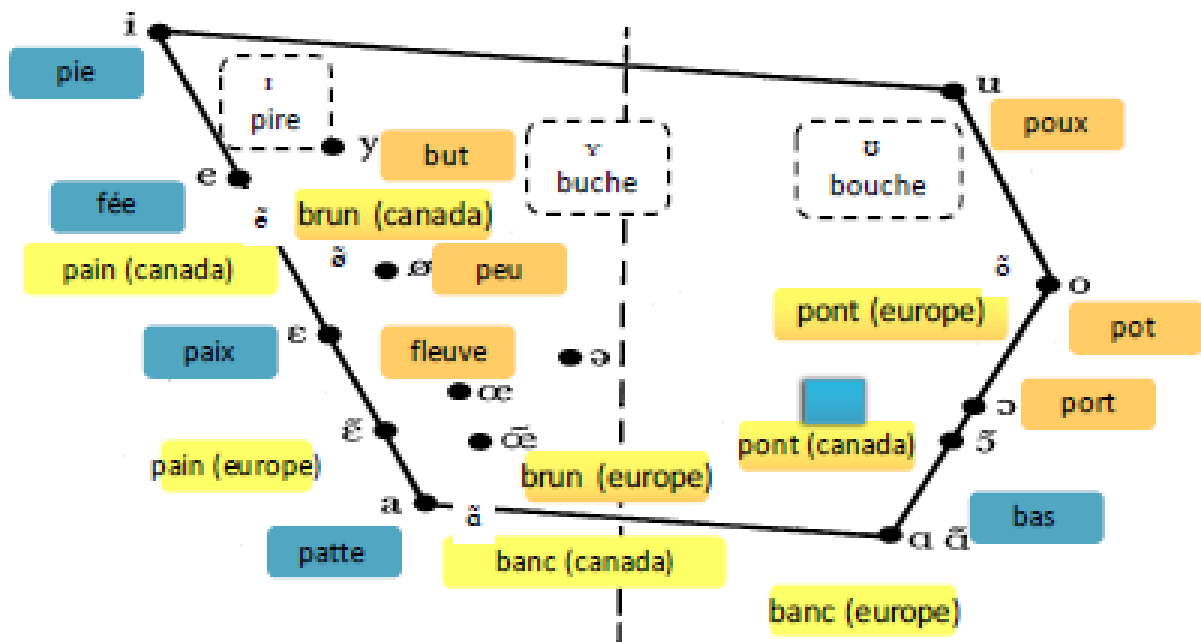 i
u
pie
ɪ
pire
poux
y
but
ʏ
buche
ʊ
bouche
e
fée
ẽ
brun (canada)
pain (canada)
ø
peu
õ
o
pont (europe)
pot
ɛ
paix
fleuve
ə
œ
ɔ
port
ɛ̃
œ̃
pont (canada)
ɔ̃
pain (europe)
brun (europe)
a
ã
ɑ ɑ̃
bas
patte
banc (canada)
banc (europe)